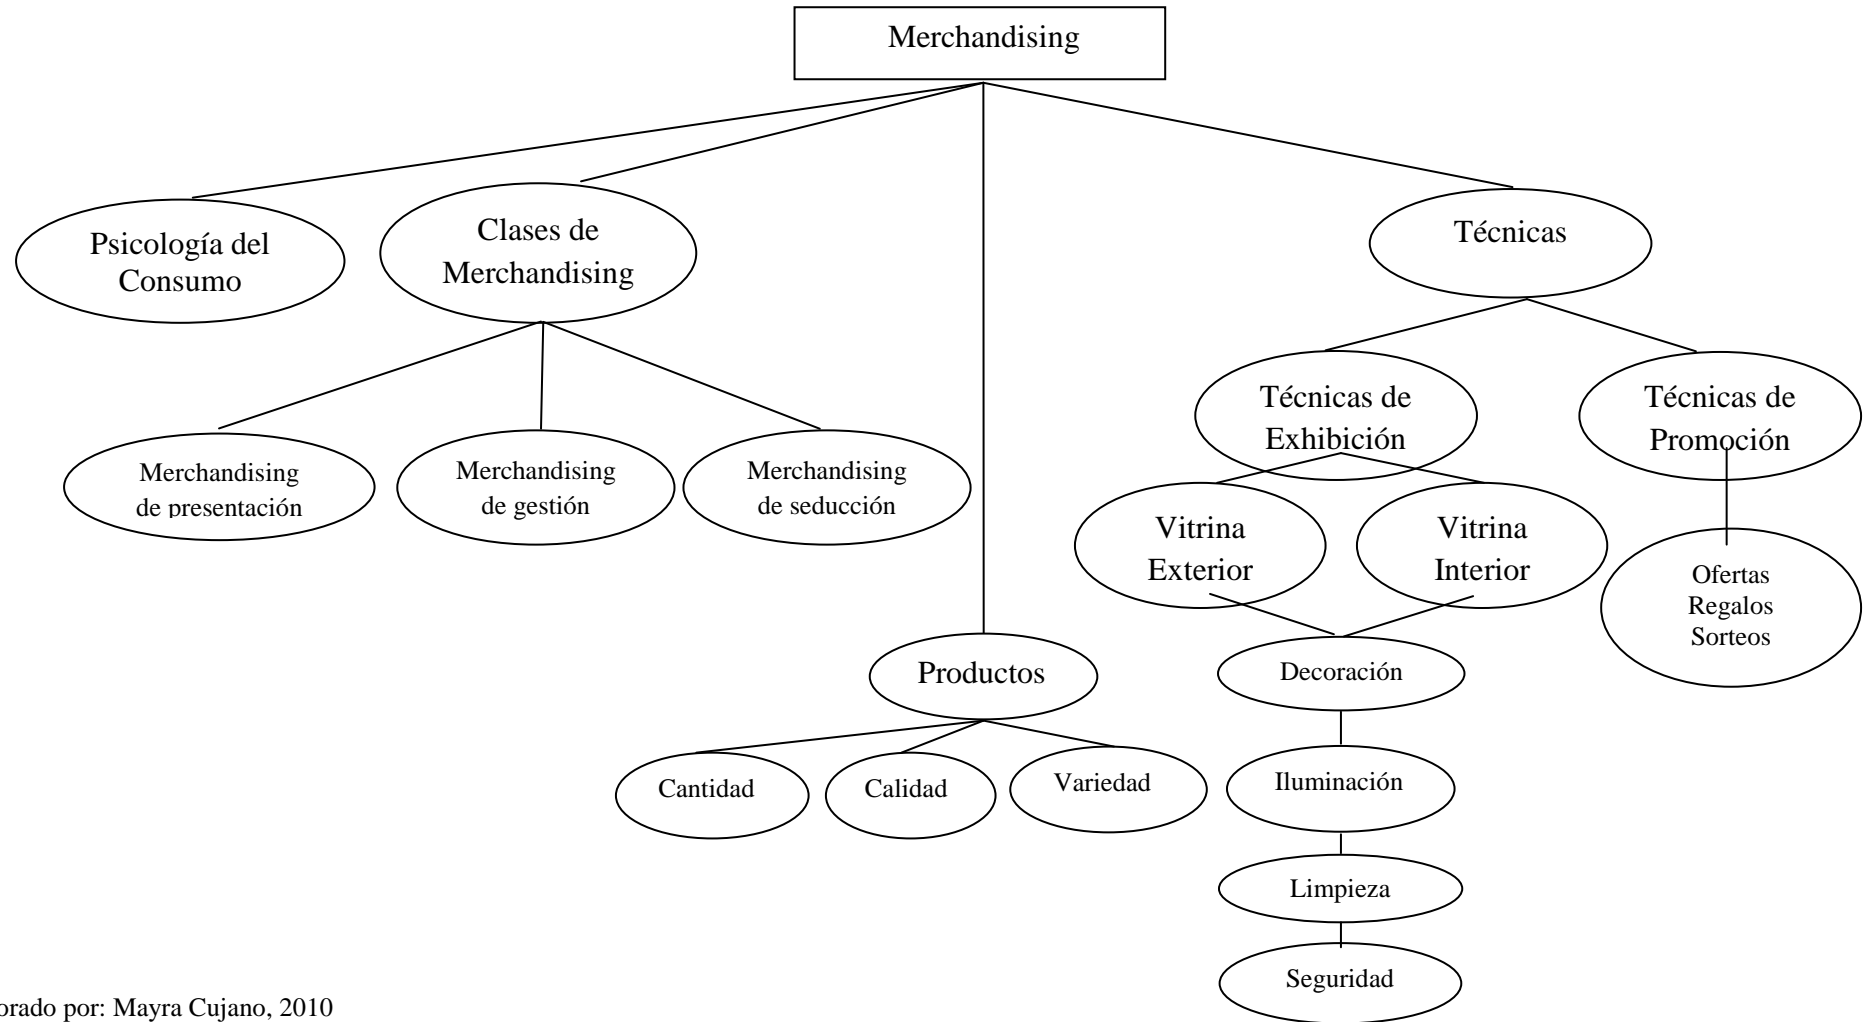 Merchandising
Psicología del
Consumo
Clases de
Merchandising
Técnicas
Técnicas de
Exhibición
Técnicas de
Promoción
Merchandising
de presentación
Merchandising
de gestión
Merchandising
de seducción
Vitrina
Exterior
Vitrina
Interior
Ofertas
Regalos
Sorteos
Productos
Decoración
Cantidad
Calidad
Variedad
Iluminación
Limpieza
Seguridad
orado por: Mayra Cujano, 2010